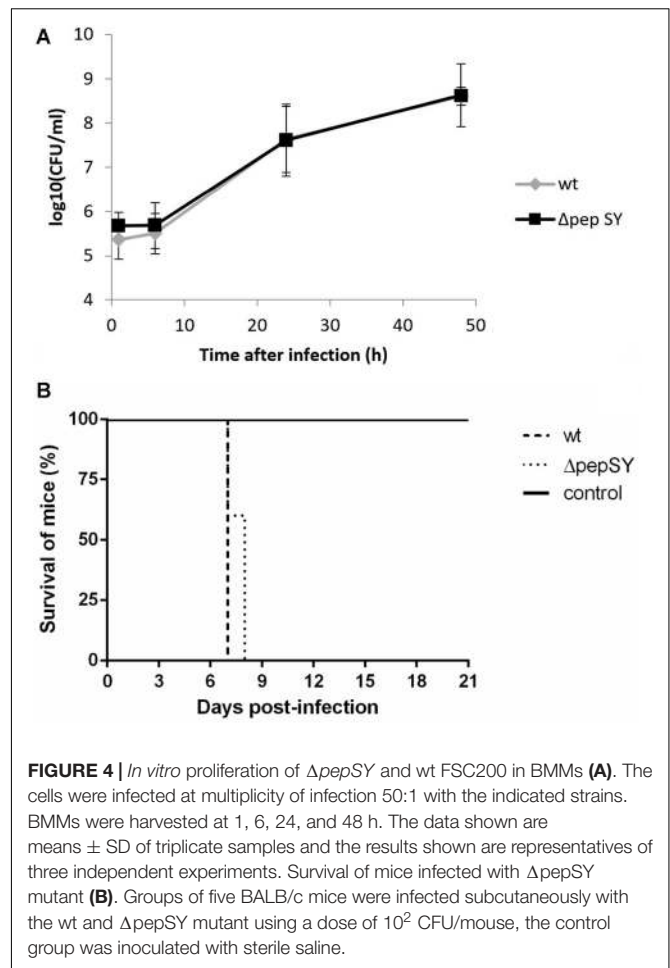 A
10
9
8
7
6
5
4
log10(CFU/ml)
0 10 20 30 40 50
Time after infection (h)
wt
Δpep SY
B
100
75
50
25
0
Survival of mice (%)
0 3 6 9 12 15 18 21
Days post-infection
wt
ΔpepSY
control
FIGURE 4 | In vitro proliferation of ΔpepSY and wt FSC200 in BMMs (A). The
cells were infected at multiplicity of infection 50:1 with the indicated strains.
BMMs were harvested at 1, 6, 24, and 48 h. The data shown are
means ± SD of triplicate samples and the results shown are representatives of
three independent experiments. Survival of mice infected with ΔpepSY
mutant (B). Groups of five BALB/c mice were infected subcutaneously with
the wt and ΔpepSY mutant using a dose of 10² CFU/mouse, the control
group was inoculated with sterile saline.